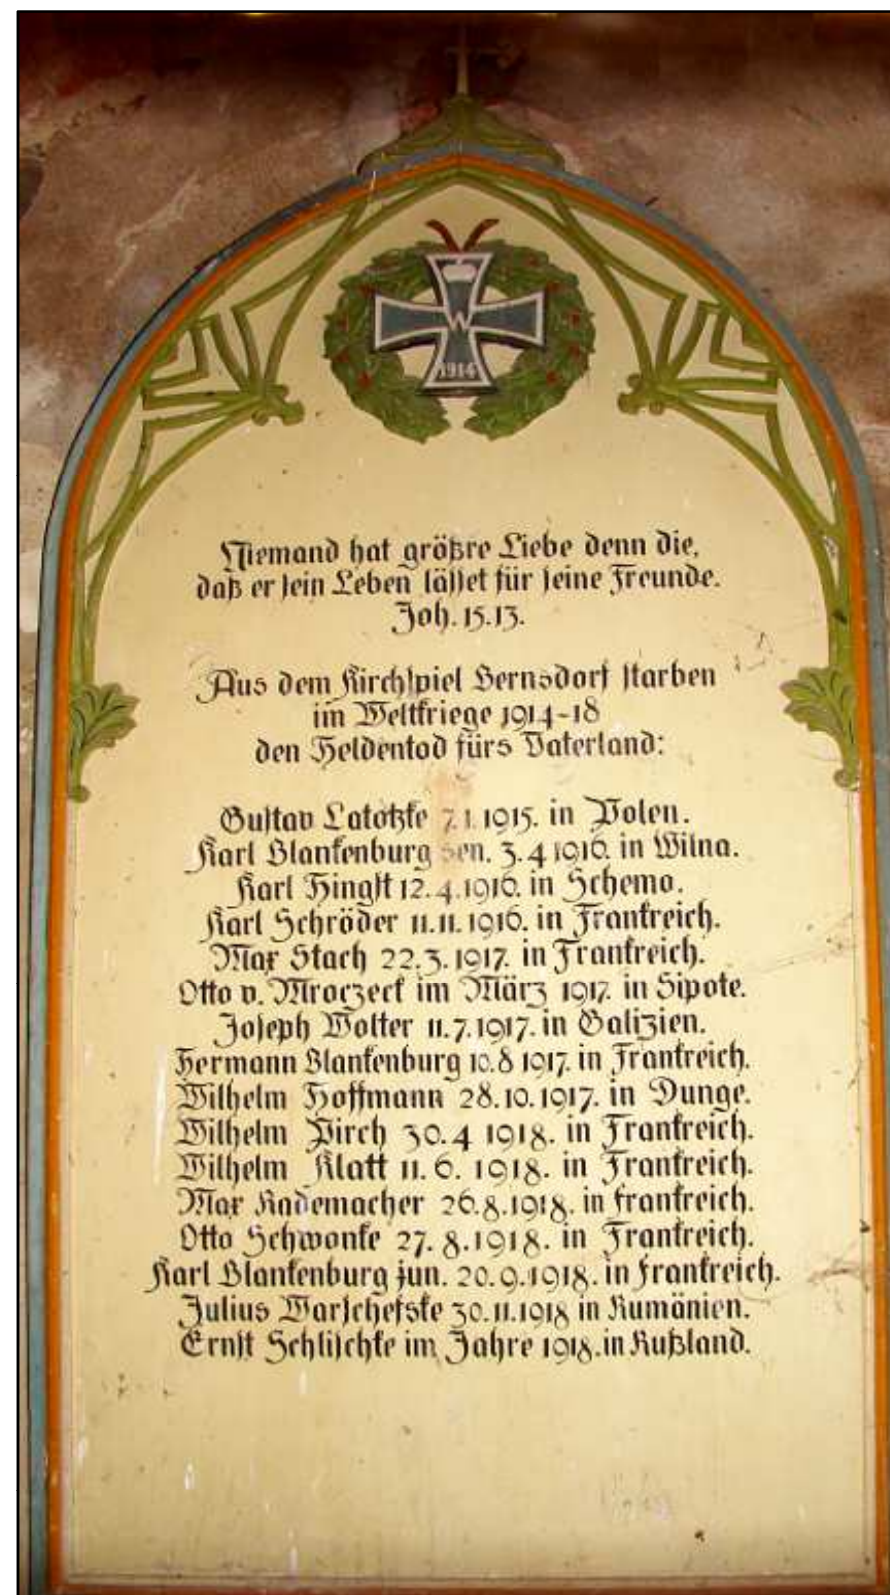 W
1914
Niemand hat größre Liebe denn die,
daß er sein Leben lässet für seine Freunde.
Joh. 15.13.
Aus dem Kirchspiel Bernsdorf starben
im Weltkriege 1914-18
den Heldentod fürs Vaterland:
Gustav Latotzke 7.1.1915. in Polen.
Karl Blankenburg sen. 3.4 1916. in Wilna.
Karl Hingst 12.4.1916. in Schemo.
Karl Schröder 11.11.1916. in Frankreich.
Max Stach 22.3.1917. in Frankreich.
Otto v. Mroczeck im März 1917. in Sipote.
Joseph Wolter 11.7.1917. in Galizien.
Hermann Blankenburg 10.8 1917. in Frankreich.
Wilhelm Hoffmann 28.10.1917. in Dunge.
Wilhelm Pirch 30.4 1918. in Frankreich.
Wilhelm Klatt 11.6.1918. in Frankreich.
Max Rademacher 26.8.1918. in Frankreich.
Otto Schwonke 27.8.1918. in Frankreich.
Karl Blankenburg jun. 20.9.1918. in Frankreich.
Julius Warschefske 30.11.1918 in Rumänien.
Ernst Schlischke im Jahre 1918. in Rußland.